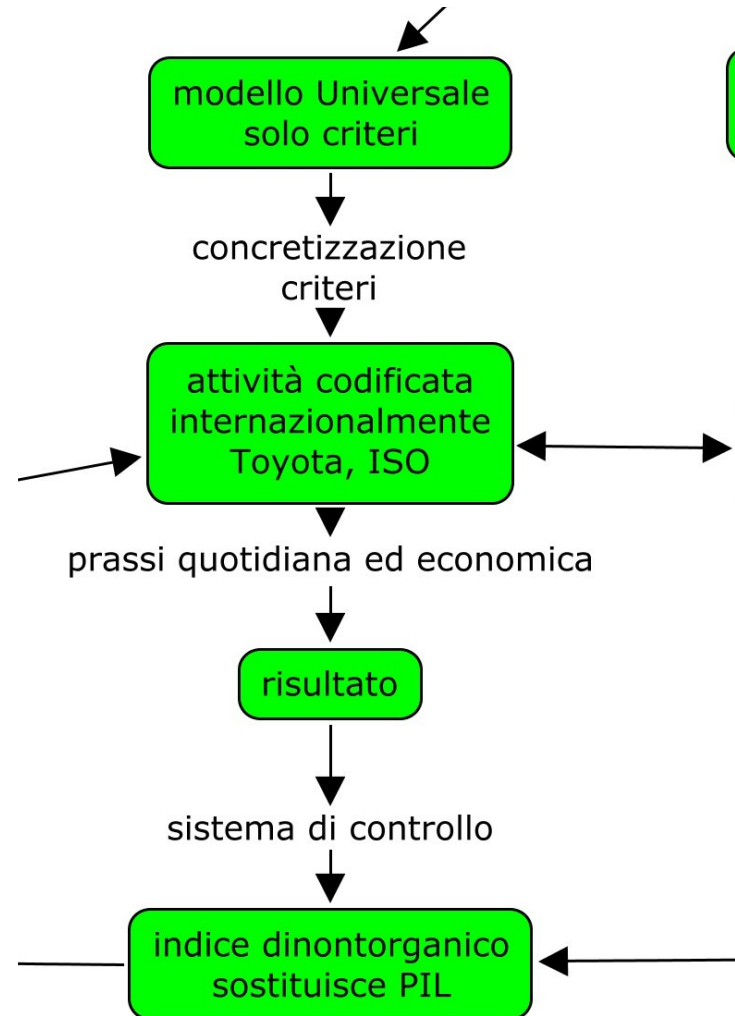 modello Universale
solo criteri
concretizzazione
criteri
attività codificata
internazionalmente
Toyota, ISO
prassi quotidiana ed economica
risultato
sistema di controllo
indice dinontorganico
sostituisce PIL